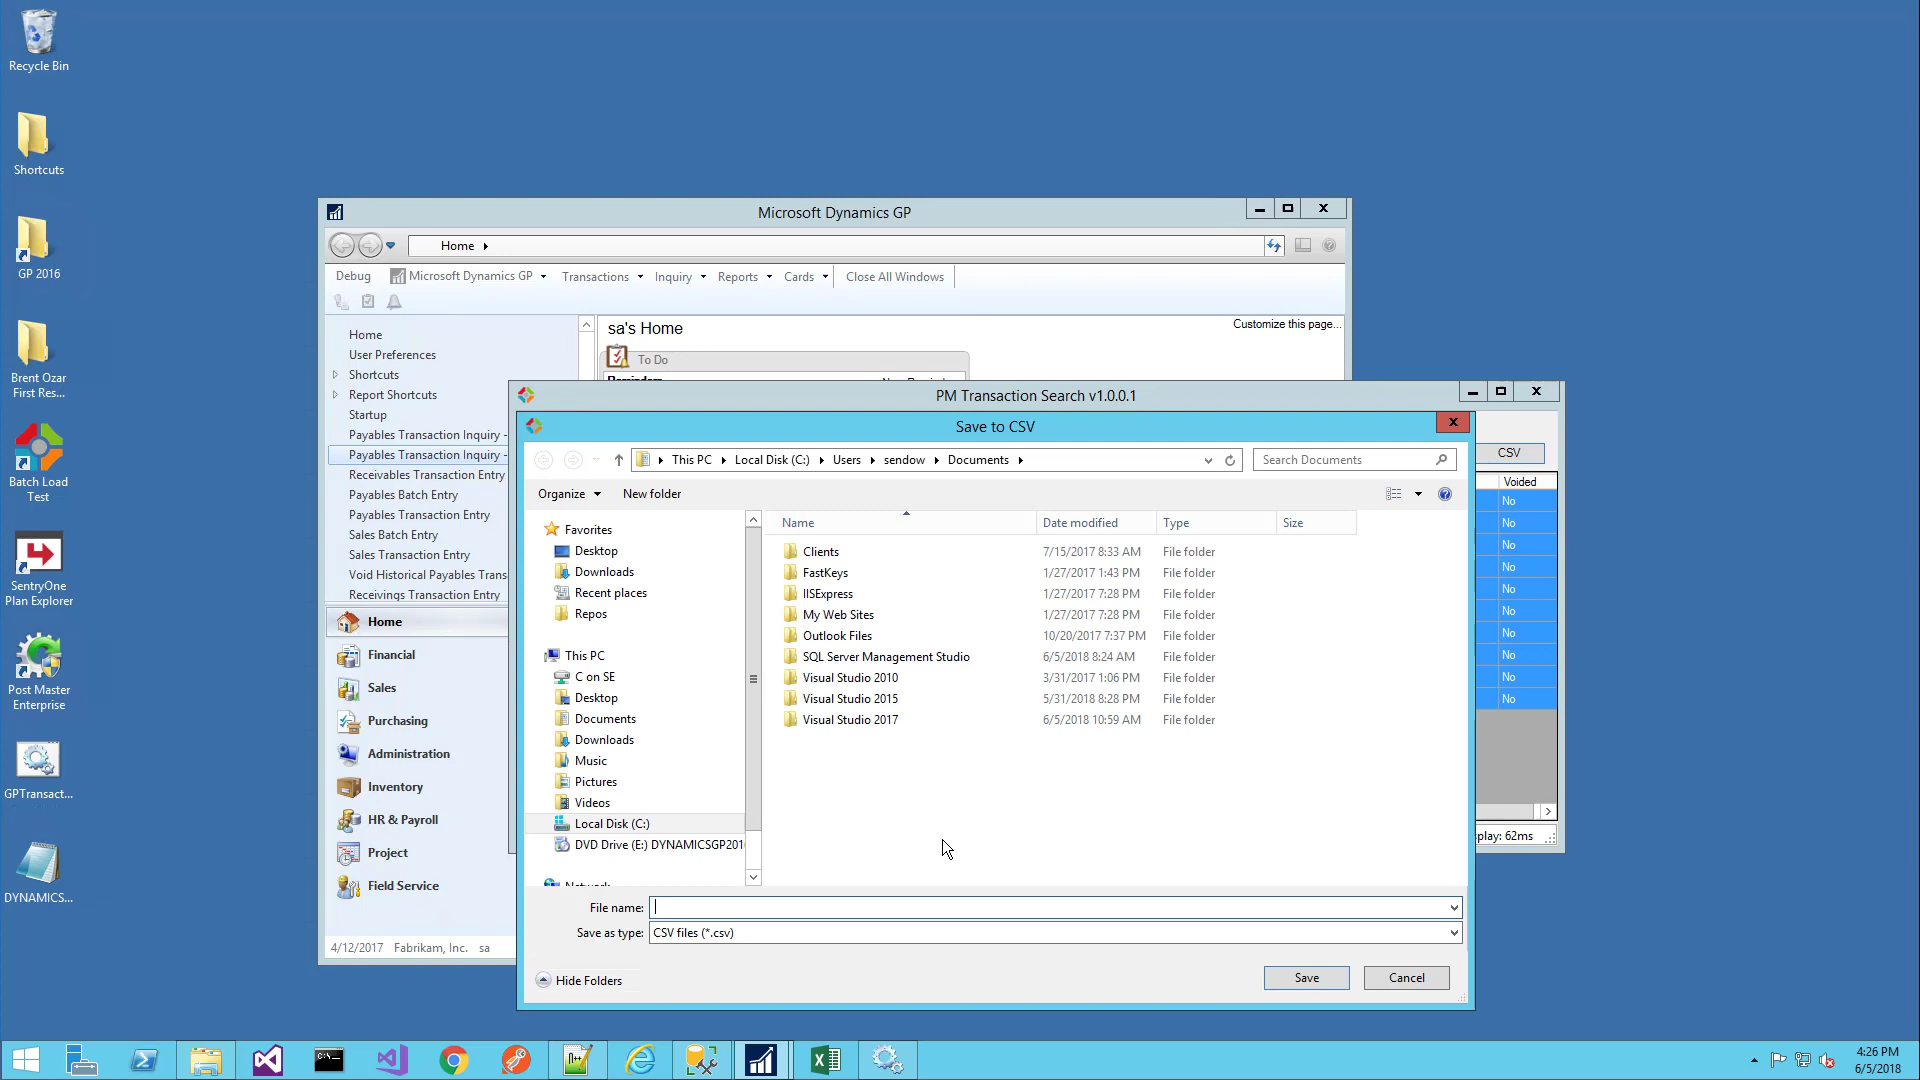 Recycle Bin
Shortcuts
GP 2016
Brent Ozar
First Res...
Batch Load
Test
SentryOne
Plan Explorer
Post Master
Enterprise
GPTransact...
DYNAMICS...
Microsoft Dynamics GP
Home
Debug
Microsoft Dynamics GP
Transactions
Inquiry
Reports
Cards
Close All Windows
Home
User Preferences
Shortcuts
Report Shortcuts
Startup
Payables Transaction Inquiry -
Payables Transaction Inquiry -
Receivables Transaction Entry
Payables Batch Entry
Payables Transaction Entry
Sales Batch Entry
Sales Transaction Entry
Void Historical Payables Trans
Receivings Transaction Entry
Home
Financial
Sales
Purchasing
Administration
Inventory
HR & Payroll
Project
Field Service
4/12/2017 Fabrikam, Inc. sa
sa's Home
Customize this page...
To Do
PM Transaction Search v1.0.0.1
CSV
Voided
No
No
No
No
No
No
No
No
No
No
play: 62ms
Save to CSV
This PC
Local Disk (C:)
Users
sendow
Documents
Search Documents
Organize
New folder
Favorites
Desktop
Downloads
Recent places
Repos
This PC
C on SE
Desktop
Documents
Downloads
Music
Pictures
Videos
Local Disk (C:)
DVD Drive (E:) DYNAMICSGP201
Name Date modified Type Size
Clients 7/15/2017 8:33 AM File folder
FastKeys 1/27/2017 1:43 PM File folder
IISExpress 1/27/2017 7:28 PM File folder
My Web Sites 1/27/2017 7:28 PM File folder
Outlook Files 10/20/2017 7:37 PM File folder
SQL Server Management Studio 6/5/2018 8:24 AM File folder
Visual Studio 2010 3/31/2017 1:06 PM File folder
Visual Studio 2015 5/31/2018 8:28 PM File folder
Visual Studio 2017 6/5/2018 10:59 AM File folder
File name:
Save as type: CSV files (*.csv)
Hide Folders
Save
Cancel
4:26 PM
6/5/2018